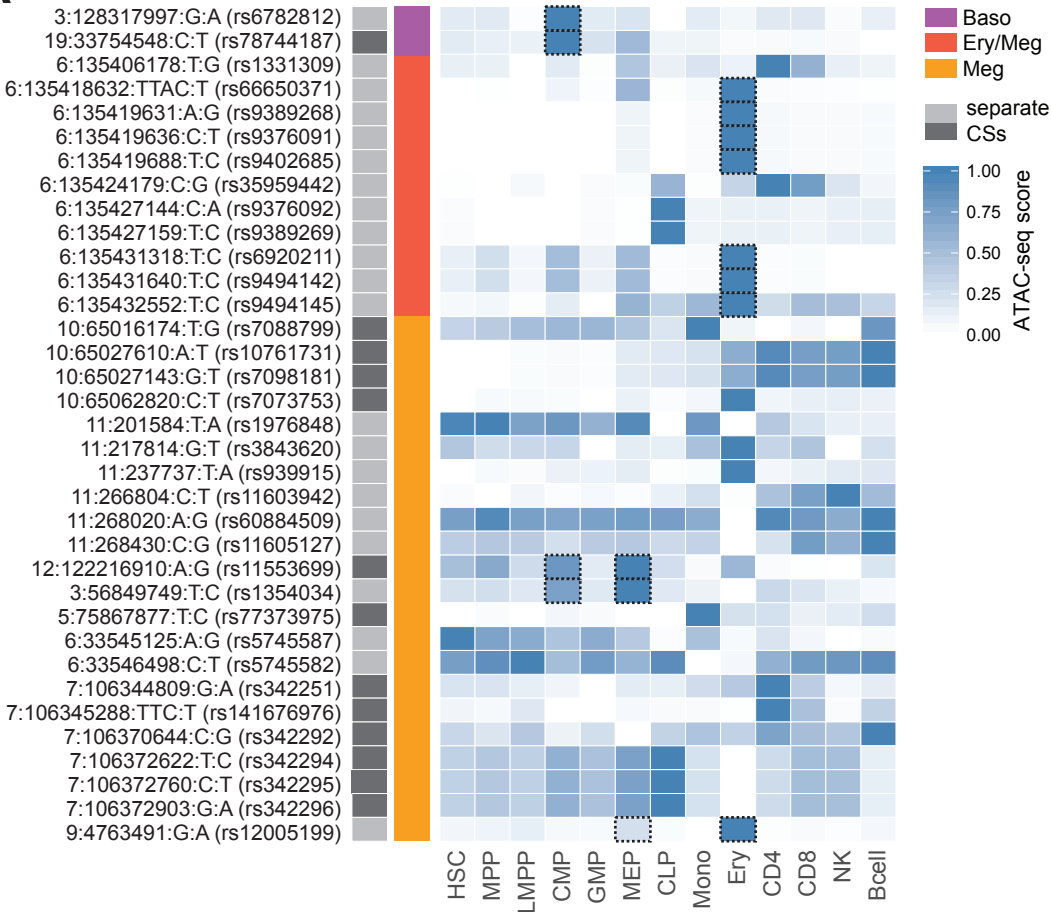 3:128317997:G:A (rs6782812)
19:33754548:C:T (rs78744187)
6:135406178:T:G (rs1331309)
6:135418632:TTAC:T (rs66650371)
6:135419631:A:G (rs9389268)
6:135419636:C:T (rs9376091)
6:135419688:T:C (rs9402685)
6:135424179:C:G (rs35959442)
6:135427144:C:A (rs9376092)
6:135427159:T:C (rs9389269)
6:135431318:T:C (rs6920211)
6:135431640:T:C (rs9494142)
6:135432552:T:C (rs9494145)
10:65016174:T:G (rs7088799)
10:65027610:A:T (rs10761731)
10:65027143:G:T (rs7098181)
10:65062820:C:T (rs7073753)
11:201584:T:A (rs1976848)
11:217814:G:T (rs3843620)
11:237737:T:A (rs939915)
11:266804:C:T (rs11603942)
11:268020:A:G (rs60884509)
11:268430:C:G (rs11605127)
12:122216910:A:G (rs11553699)
3:56849749:T:C (rs1354034)
5:75867877:T:C (rs77373975)
6:33545125:A:G (rs5745587)
6:33546498:C:T (rs5745582)
7:106344809:G:A (rs342251)
7:106345288:TTC:T (rs141676976)
7:106370644:C:G (rs342292)
7:106372622:T:C (rs342294)
7:106372760:C:T (rs342295)
7:106372903:G:A (rs342296)
9:4763491:G:A (rs12005199)
HSC
MPP
LMPP
CMP
GMP
MEP
CLP
Mono
Ery
CD4
CD8
NK
Bcell
Baso
Ery/Meg
Meg
separate
CSs
1.00
0.75
0.50
0.25
0.00
ATAC-seq score